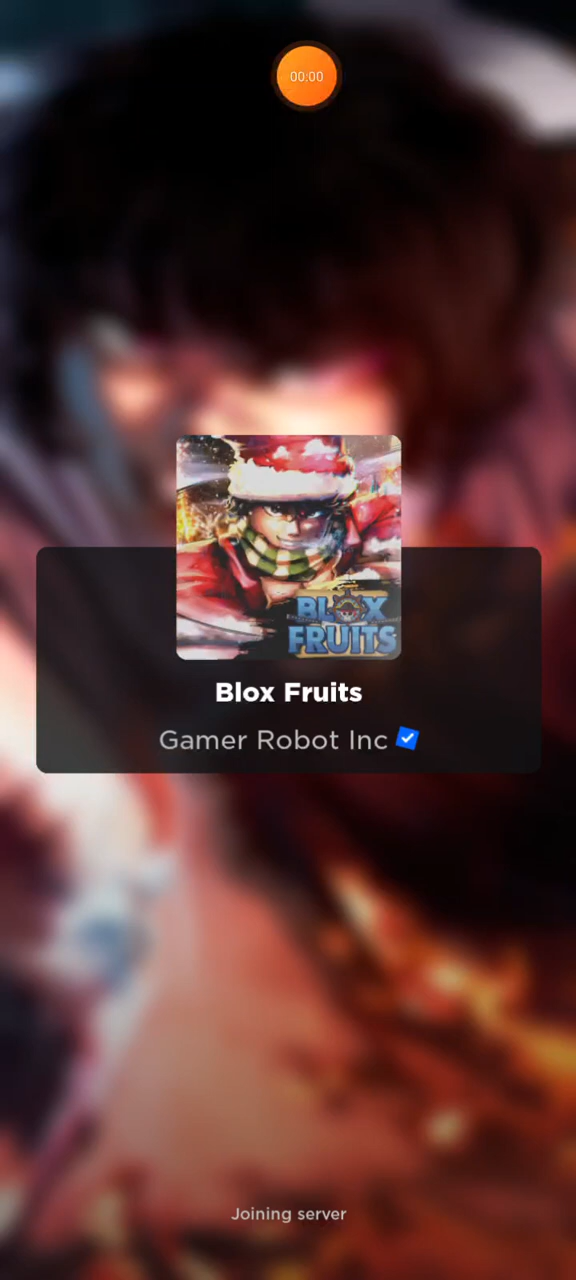 00:00
BLOX
FRUITS
Blox Fruits
Gamer Robot Inc
Joining server